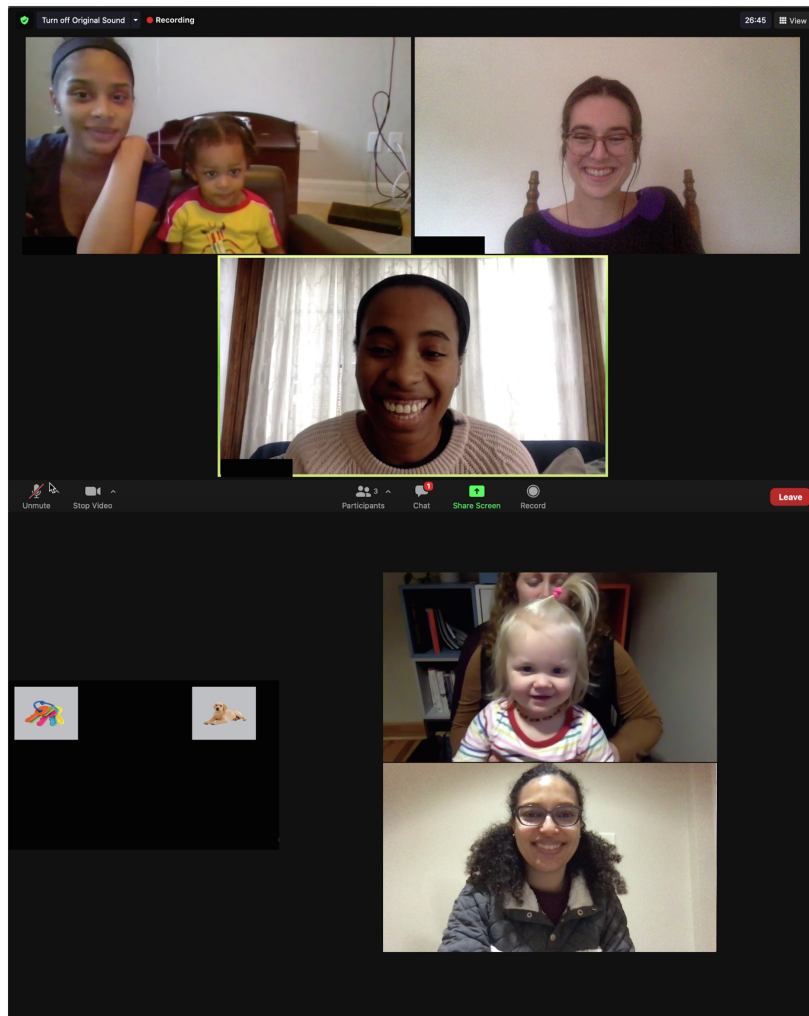 Turn off Original Sound
Recording
26:45
View
Unmute
Stop Video
Participants
3
Chat
1
Share Screen
Record
Leave